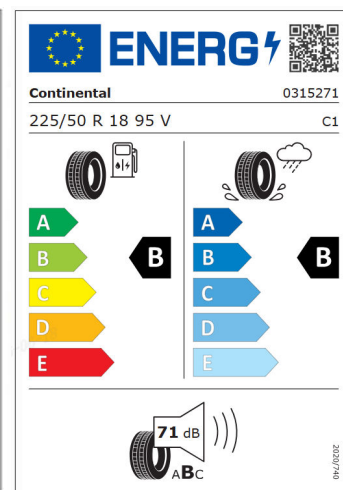 ENERG
Continental 0315271
225/50 R 18 95 V C1
A
B
C
D
E
B
A
B
C
D
E
B
71 dB
ABC
2020/740